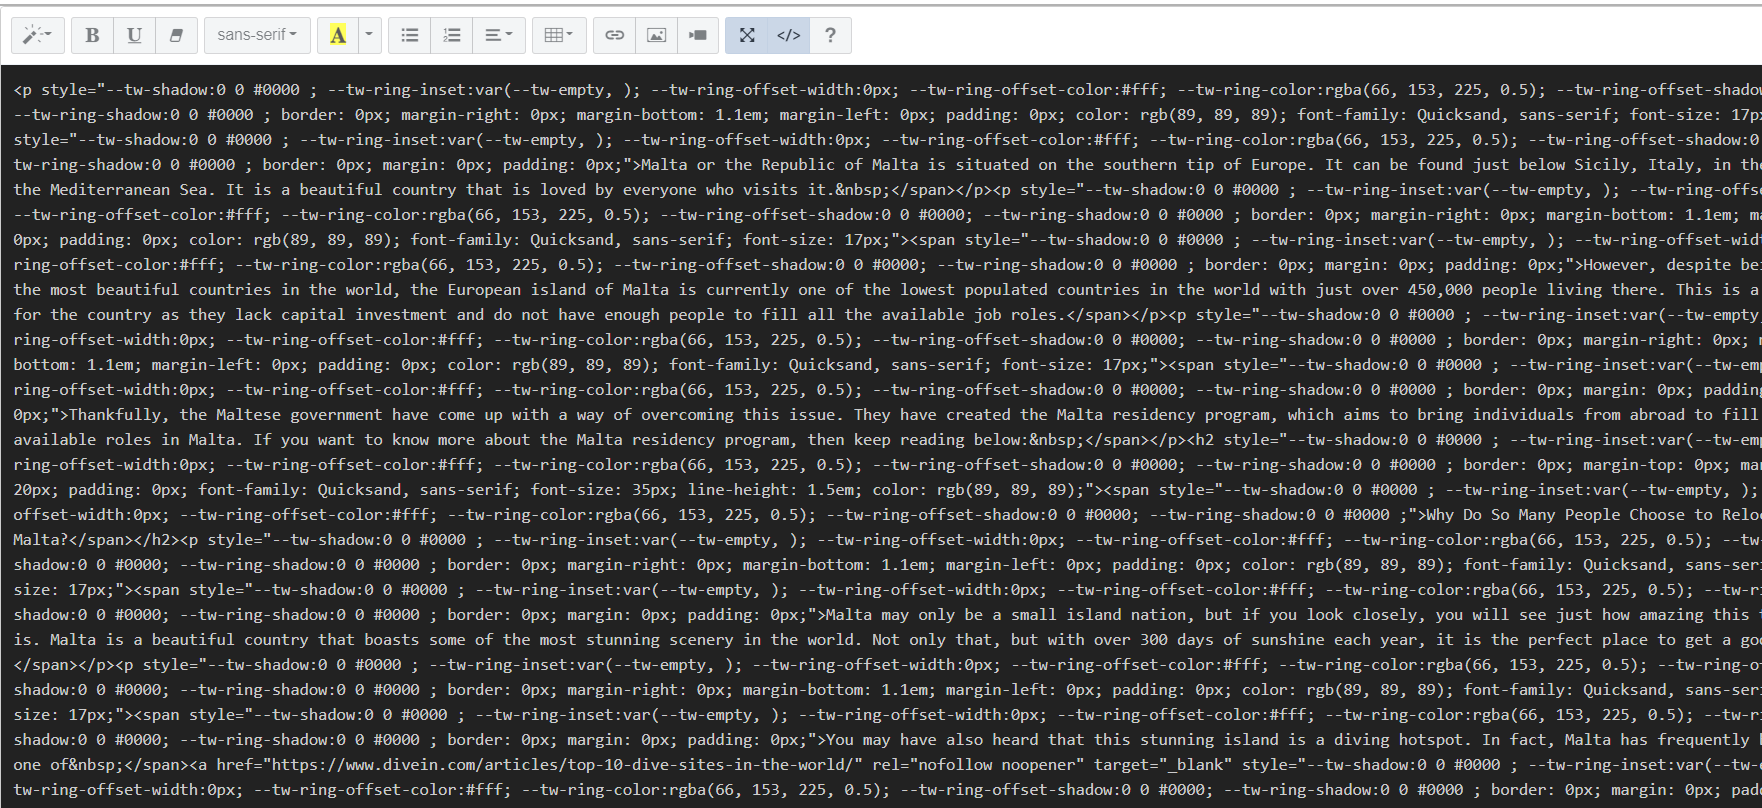 B U sans-serif A </> ?
<p style="--tw-shadow:0 0 #0000 ; --tw-ring-inset:var(--tw-empty, ); --tw-ring-offset-width:0px; --tw-ring-offset-color:#fff; --tw-ring-color:rgba(66, 153, 225, 0.5); --tw-ring-offset-shadow
--tw-ring-shadow:0 0 #0000 ; border: 0px; margin-right: 0px; margin-bottom: 1.1em; margin-left: 0px; padding: 0px; color: rgb(89, 89, 89); font-family: Quicksand, sans-serif; font-size: 17px
style="--tw-shadow:0 0 #0000 ; --tw-ring-inset:var(--tw-empty, ); --tw-ring-offset-width:0px; --tw-ring-offset-color:#fff; --tw-ring-color:rgba(66, 153, 225, 0.5); --tw-ring-offset-shadow:0
tw-ring-shadow:0 0 #0000 ; border: 0px; margin: 0px; padding: 0px;">Malta or the Republic of Malta is situated on the southern tip of Europe. It can be found just below Sicily, Italy, in the
the Mediterranean Sea. It is a beautiful country that is loved by everyone who visits it.&nbsp;</span></p><p style="--tw-shadow:0 0 #0000 ; --tw-ring-inset:var(--tw-empty, ); --tw-ring-offse
--tw-ring-offset-color:#fff; --tw-ring-color:rgba(66, 153, 225, 0.5); --tw-ring-offset-shadow:0 0 #0000; --tw-ring-shadow:0 0 #0000 ; border: 0px; margin-right: 0px; margin-bottom: 1.1em; ma
0px; padding: 0px; color: rgb(89, 89, 89); font-family: Quicksand, sans-serif; font-size: 17px;"><span style="--tw-shadow:0 0 #0000 ; --tw-ring-inset:var(--tw-empty, ); --tw-ring-offset-widt
ring-offset-color:#fff; --tw-ring-color:rgba(66, 153, 225, 0.5); --tw-ring-offset-shadow:0 0 #0000; --tw-ring-shadow:0 0 #0000 ; border: 0px; margin: 0px; padding: 0px;">However, despite bei
the most beautiful countries in the world, the European island of Malta is currently one of the lowest populated countries in the world with just over 450,000 people living there. This is a
for the country as they lack capital investment and do not have enough people to fill all the available job roles.</span></p><p style="--tw-shadow:0 0 #0000 ; --tw-ring-inset:var(--tw-empty,
ring-offset-width:0px; --tw-ring-offset-color:#fff; --tw-ring-color:rgba(66, 153, 225, 0.5); --tw-ring-offset-shadow:0 0 #0000; --tw-ring-shadow:0 0 #0000 ; border: 0px; margin-right: 0px; m
bottom: 1.1em; margin-left: 0px; padding: 0px; color: rgb(89, 89, 89); font-family: Quicksand, sans-serif; font-size: 17px;"><span style="--tw-shadow:0 0 #0000 ; --tw-ring-inset:var(--tw-emp
ring-offset-width:0px; --tw-ring-offset-color:#fff; --tw-ring-color:rgba(66, 153, 225, 0.5); --tw-ring-offset-shadow:0 0 #0000; --tw-ring-shadow:0 0 #0000 ; border: 0px; margin: 0px; padding
0px;">Thankfully, the Maltese government have come up with a way of overcoming this issue. They have created the Malta residency program, which aims to bring individuals from abroad to fill
available roles in Malta. If you want to know more about the Malta residency program, then keep reading below:&nbsp;</span></p><h2 style="--tw-shadow:0 0 #0000 ; --tw-ring-inset:var(--tw-emp
ring-offset-width:0px; --tw-ring-offset-color:#fff; --tw-ring-color:rgba(66, 153, 225, 0.5); --tw-ring-offset-shadow:0 0 #0000; --tw-ring-shadow:0 0 #0000 ; border: 0px; margin-top: 0px; mar
20px; padding: 0px; font-family: Quicksand, sans-serif; font-size: 35px; line-height: 1.5em; color: rgb(89, 89, 89);"><span style="--tw-shadow:0 0 #0000 ; --tw-ring-inset:var(--tw-empty, );
offset-width:0px; --tw-ring-offset-color:#fff; --tw-ring-color:rgba(66, 153, 225, 0.5); --tw-ring-offset-shadow:0 0 #0000; --tw-ring-shadow:0 0 #0000 ;">Why Do So Many People Choose to Reloc
Malta?</span></h2><p style="--tw-shadow:0 0 #0000 ; --tw-ring-inset:var(--tw-empty, ); --tw-ring-offset-width:0px; --tw-ring-offset-color:#fff; --tw-ring-color:rgba(66, 153, 225, 0.5); --tw-
shadow:0 0 #0000; --tw-ring-shadow:0 0 #0000 ; border: 0px; margin-right: 0px; margin-bottom: 1.1em; margin-left: 0px; padding: 0px; color: rgb(89, 89, 89); font-family: Quicksand, sans-seri
size: 17px;"><span style="--tw-shadow:0 0 #0000 ; --tw-ring-inset:var(--tw-empty, ); --tw-ring-offset-width:0px; --tw-ring-offset-color:#fff; --tw-ring-color:rgba(66, 153, 225, 0.5); --tw-ri
shadow:0 0 #0000; --tw-ring-shadow:0 0 #0000 ; border: 0px; margin: 0px; padding: 0px;">Malta may only be a small island nation, but if you look closely, you will see just how amazing this
is. Malta is a beautiful country that boasts some of the most stunning scenery in the world. Not only that, but with over 300 days of sunshine each year, it is the perfect place to get a goo
</span></p><p style="--tw-shadow:0 0 #0000 ; --tw-ring-inset:var(--tw-empty, ); --tw-ring-offset-width:0px; --tw-ring-offset-color:#fff; --tw-ring-color:rgba(66, 153, 225, 0.5); --tw-ring-o
shadow:0 0 #0000; --tw-ring-shadow:0 0 #0000 ; border: 0px; margin-right: 0px; margin-bottom: 1.1em; margin-left: 0px; padding: 0px; color: rgb(89, 89, 89); font-family: Quicksand, sans-seri
size: 17px;"><span style="--tw-shadow:0 0 #0000 ; --tw-ring-inset:var(--tw-empty, ); --tw-ring-offset-width:0px; --tw-ring-offset-color:#fff; --tw-ring-color:rgba(66, 153, 225, 0.5); --tw-ri
shadow:0 0 #0000; --tw-ring-shadow:0 0 #0000 ; border: 0px; margin: 0px; padding: 0px;">You may have also heard that this stunning island is a diving hotspot. In fact, Malta has frequently
one of&nbsp;</span><a href="https://www.divein.com/articles/top-10-dive-sites-in-the-world/" rel="nofollow noopener" target="_blank" style="--tw-shadow:0 0 #0000 ; --tw-ring-inset:var(--tw-e
tw-ring-offset-width:0px; --tw-ring-offset-color:#fff; --tw-ring-color:rgba(66, 153, 225, 0.5); --tw-ring-offset-shadow:0 0 #0000; --tw-ring-shadow:0 0 #0000 ; border: 0px; margin: 0px; pad